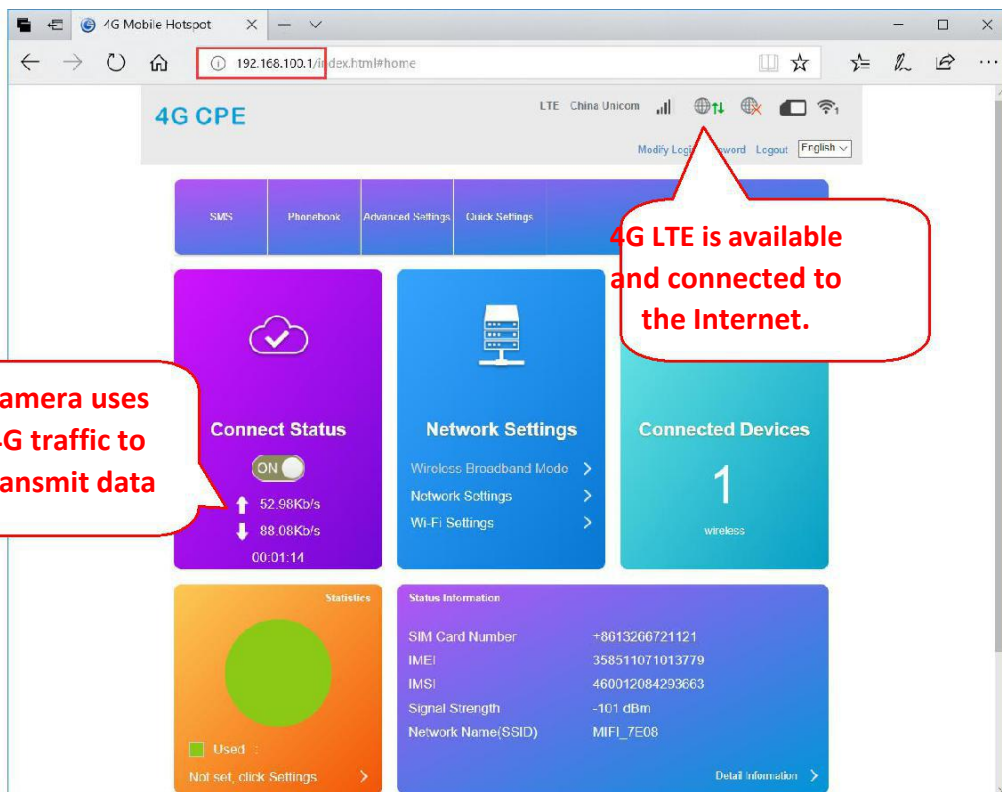 4G Mobile Hotspot
192.168.100.1/index.html#home
4G CPE
LTE China Unicom
1
Modify Login Password Logout English
SMS Phonebook Advanced Settings Quick Settings
4G LTE is available
and connected to
the Internet.
amera uses
4G traffic to
ansmit data
Connect Status
ON
52.98Kb/s
88.08Kb/s
00:01:14
Network Settings
Wireless Broadband Mode
Network Settings
Wi-Fi Settings
Connected Devices
1
wireless
Statistics
Used :
Not set, click Settings
Status Information
SIM Card Number +8613266721121
IMEI 358511071013779
IMSI 460012084293663
Signal Strength -101 dBm
Network Name(SSID) MIFI_7E08
Detail Information